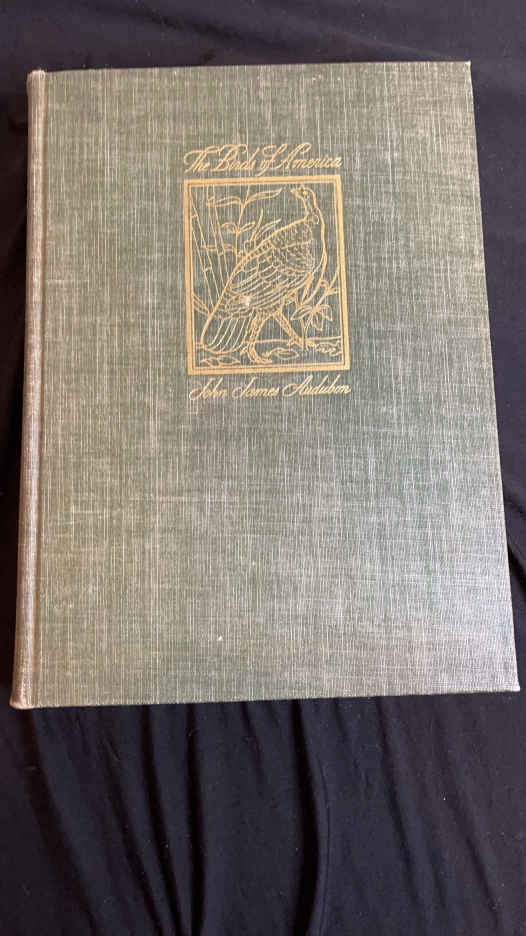 The Birds of America
John James Audubon